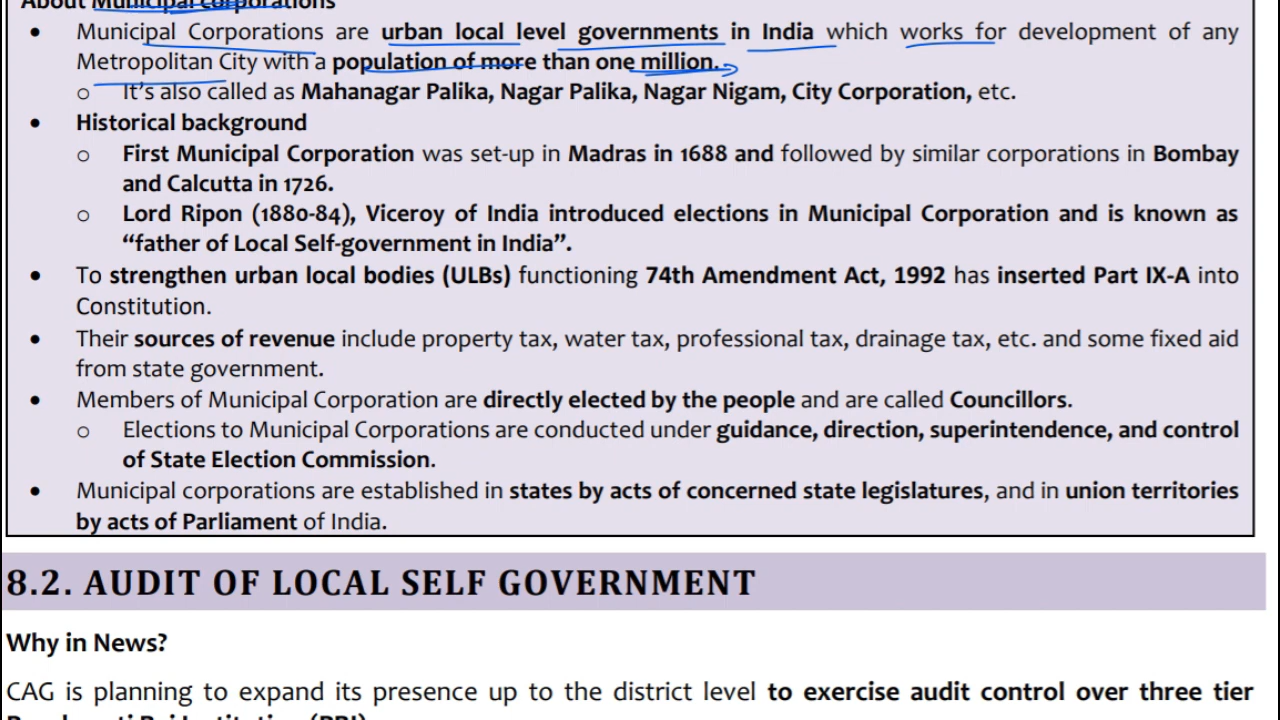 About Municipal Corporations
• Municipal Corporations are urban local level governments in India which works for development of any
Metropolitan City with a population of more than one million.
o It's also called as Mahanagar Palika, Nagar Palika, Nagar Nigam, City Corporation, etc.
• Historical background
o First Municipal Corporation was set-up in Madras in 1688 and followed by similar corporations in Bombay
and Calcutta in 1726.
o Lord Ripon (1880-84), Viceroy of India introduced elections in Municipal Corporation and is known as
“father of Local Self-government in India”.
• To strengthen urban local bodies (ULBs) functioning 74th Amendment Act, 1992 has inserted Part IX-A into
Constitution.
• Their sources of revenue include property tax, water tax, professional tax, drainage tax, etc. and some fixed aid
from state government.
• Members of Municipal Corporation are directly elected by the people and are called Councillors.
o Elections to Municipal Corporations are conducted under guidance, direction, superintendence, and control
of State Election Commission.
• Municipal corporations are established in states by acts of concerned state legislatures, and in union territories
by acts of Parliament of India.
8.2. AUDIT OF LOCAL SELF GOVERNMENT
Why in News?
CAG is planning to expand its presence up to the district level to exercise audit control over three tier
Panchayati Raj Institution (PRI)